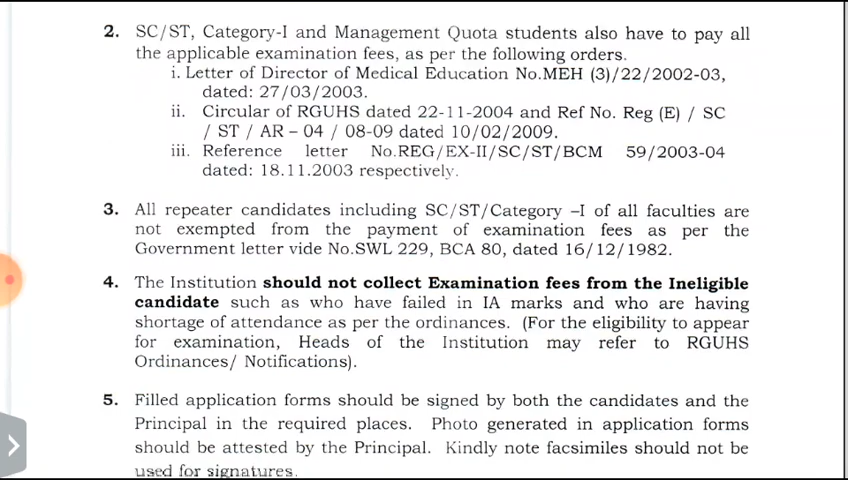 2. SC/ST, Category-I and Management Quota students also have to pay all
the applicable examination fees, as per the following orders.
i. Letter of Director of Medical Education No.MEH (3)/22/2002-03,
dated: 27/03/2003.
ii. Circular of RGUHS dated 22-11-2004 and Ref No. Reg (E) / SC
/ ST / AR – 04 / 08-09 dated 10/02/2009.
iii. Reference letter No.REG/EX-II/SC/ST/BCM 59/2003-04
dated: 18.11.2003 respectively.
3. All repeater candidates including SC/ST/Category –I of all faculties are
not exempted from the payment of examination fees as per the
Government letter vide No.SWL 229, BCA 80, dated 16/12/1982.
4. The Institution should not collect Examination fees from the Ineligible
candidate such as who have failed in IA marks and who are having
shortage of attendance as per the ordinances. (For the eligibility to appear
for examination, Heads of the Institution may refer to RGUHS
Ordinances/ Notifications).
5. Filled application forms should be signed by both the candidates and the
Principal in the required places. Photo generated in application forms
should be attested by the Principal. Kindly note facsimiles should not be
used for signatures.